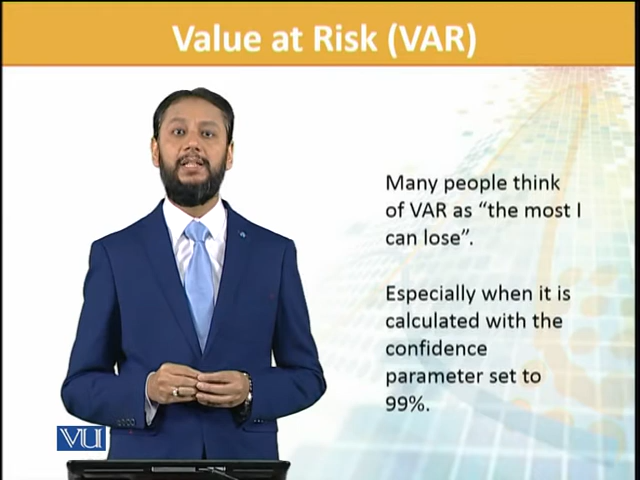 Value at Risk (VAR)
Many people think
of VAR as “the most I
can lose”.
Especially when it is
calculated with the
confidence
parameter set to
99%.
VU